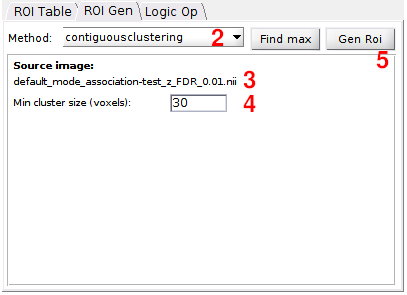 ROI Table ROI Gen Logic Op
Method: contiguousclustering 2 Find max Gen Roi
5
Source image:
default_mode_association-test_z_FDR_0.01.nii 3
Min cluster size (voxels): 30 4